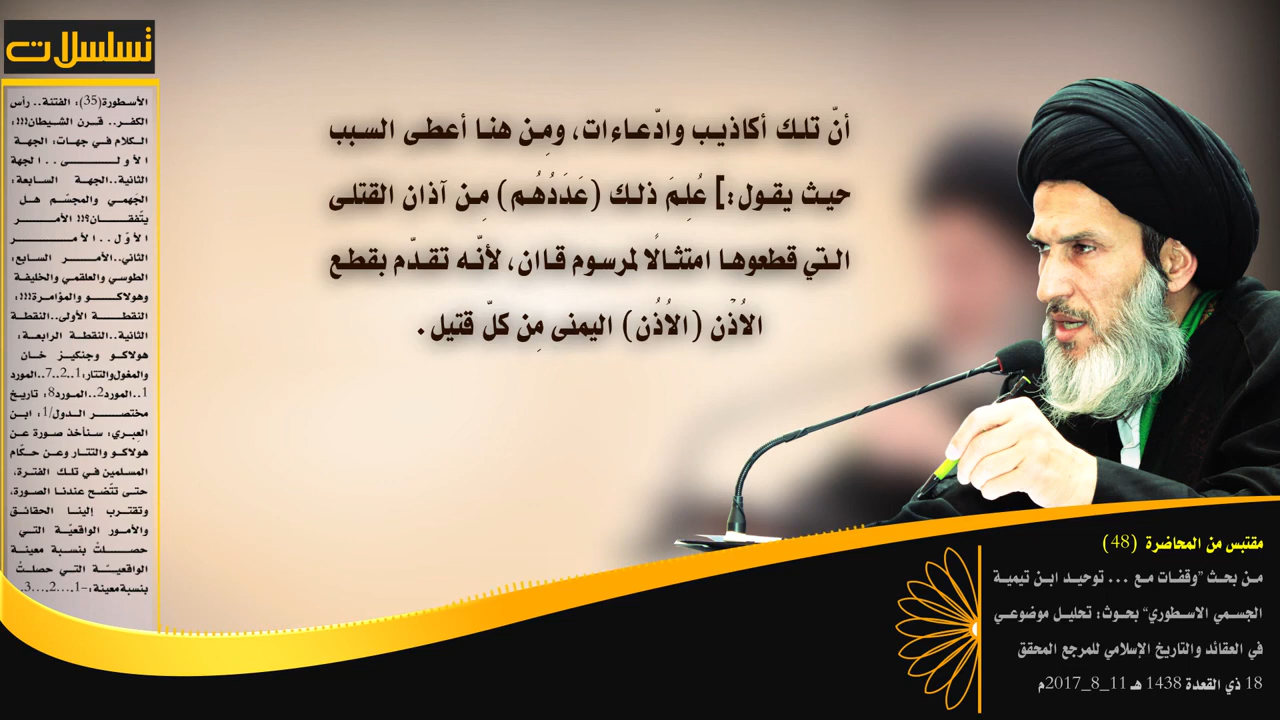 تسلسلات
الأسطورة(35): الفتنة.. رأس
الكفر.. قرن الشيطان!!!:
الكلام في جهات: الجهة
الأولى..الجهة
الثانية..الجهة السابعة:
الجَهمي والمجسّم هل
يتّفقان؟!! الأمر
الأوّل..الأمر
الثاني..الأمر السابع:
الطوسي والعلقمي والخليفة
وهولاكو والمؤامرة!!!:
النقطة الأولى..النقطة
الثانية..النقطة الرابعة:
هولاكو وجنكيز خان
والمغول والتتار:1..2..7..المورد
1..المورد2..المورد8: تاريخ
مختصر الدول/1: ابن
العبري: سنأخذ صورة عن
هولاكو والتتار وعن حكّام
المسلمين في تلك الفترة،
حتى تتّضح عندنا الصورة،
وتقترب إلينا الحقائق
والأمور الواقعيّة التي
حصلتْ بنسبة معينة
الواقعيّة التي حصلتْ
بنسبة معينة:-1...2...3.
أنّ تلك أكاذيب وادّعاءات، ومِن هنا أعطى السبب
حيث يقول:] عُلِمَ ذلك (عَدَدُهُم) مِن آذان القتلى
التي قطعوها امتثالًا لمرسوم قاان، لأنّه تقدّم بقطع
الأُذْن (الأُذُن) اليمنى مِن كلّ قتيل.
مقتبس من المحاضرة (48)
من بحث "وقفات مع ... توحيد ابن تيمية
الجسمي الاسطوري" بحوث: تحليل موضوعي
في العقائد والتاريخ الإسلامي للمرجع المحقق
18 ذي القعدة 1438 هـ 11_8_2017م